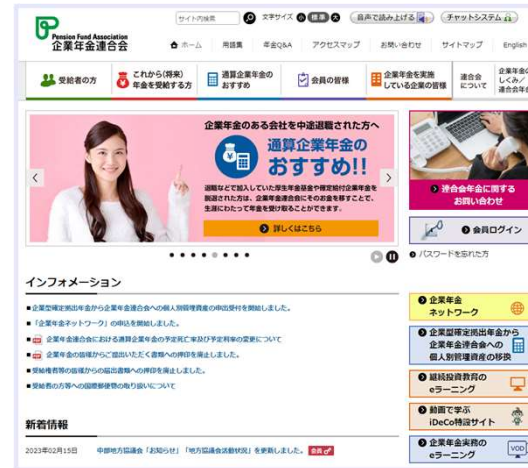 サイト内検索
文字サイズ 小 標準 大
音声で読み上げる
チャットシステム
Pension Fund Association
企業年金連合会
ホーム
用語集
年金Q&A
アクセスマップ
お問い合わせ
サイトマップ
English
受給者の方
これから(将来)
年金を受給する方
通算企業年金の
おすすめ
会員の皆様
企業年金を実施
している企業の皆様
連合会
について
企業年金の
しくみ/
連合会年金
企業年金のある会社を中途退職された方へ
通算企業年金の
おすすめ!!
退職などで加入していた厚生年金基金や確定給付企業年金を
脱退された方は、企業年金連合会にそのお金を移すことで、
生涯にわたって年金を受け取ることができます。
詳しくはこちら
連合会年金に関する
お問い合わせ
会員ログイン
パスワードを忘れた方
インフォメーション
企業型確定拠出年金から企業年金連合会への個人別管理資産の申出受付を開始しました。
「企業年金ネットワーク」の申込を開始しました。
企業年金連合会における通算企業年金の予定死亡率及び予定利率の変更について
企業年金の皆様からご提出いただく書類への押印を廃止しました。
受給権者等の皆様からの届出書類への押印を廃止しました。
受給者の方等への国際郵便物の取り扱いについて
企業年金
ネットワーク
企業型確定拠出年金から
企業年金連合会への
個人別管理資産の移換
継続投資教育の
eラーニング
動画で学ぶ
iDeCo特設サイト
企業年金実務の
eラーニング
VOD
新着情報
2023年02月15日 中部地方協議会「お知らせ」「地方協議会活動状況」を更新しました。 会員